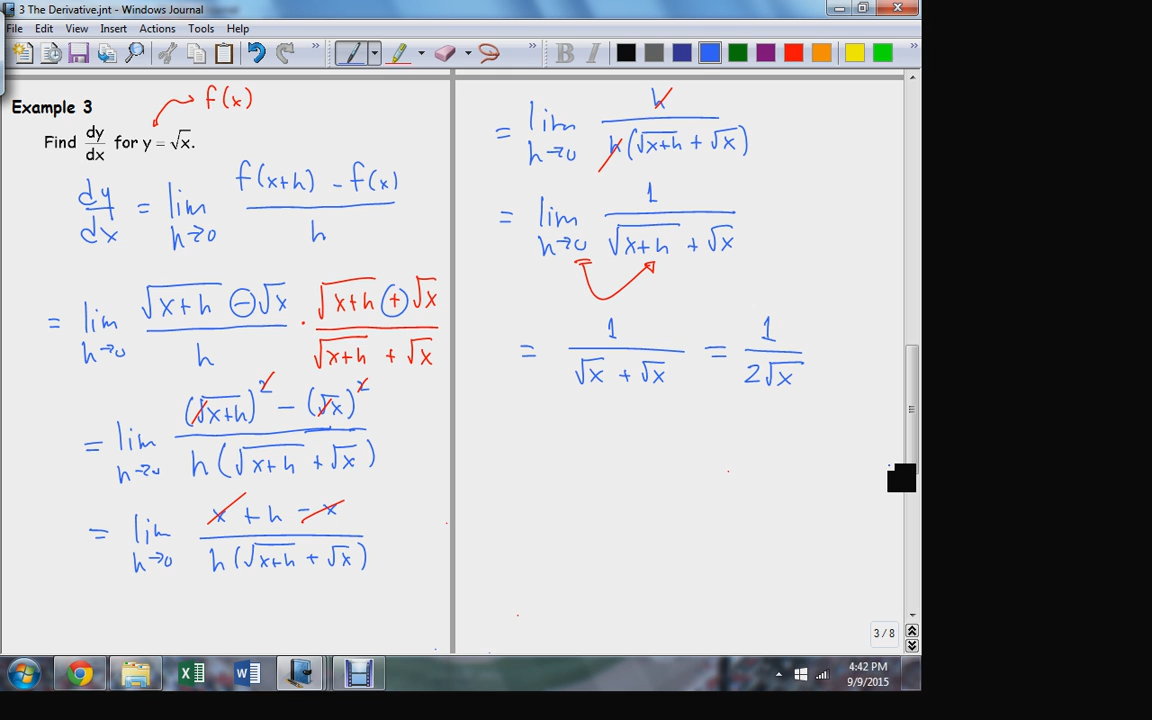 3 The Derivative.jnt - Windows Journal
File Edit View Insert Actions Tools Help
B I
Example 3
f(x)
Find dy/dx for y = √x.
dy/dx = lim h→0 (f(x+h) - f(x))/h
= lim h→0 (√(x+h) - √x)/h · (√(x+h) + √x)/(√(x+h) + √x)
= lim h→0 ((√(x+h))² - (√x)²)/(h(√(x+h) + √x))
= lim h→0 (x + h - x)/(h(√(x+h) + √x))
= lim h→0 h/(h(√(x+h) + √x))
= lim h→0 1/(√(x+h) + √x)
= 1/(√x + √x) = 1/(2√x)
3 / 8
4:42 PM
9/9/2015